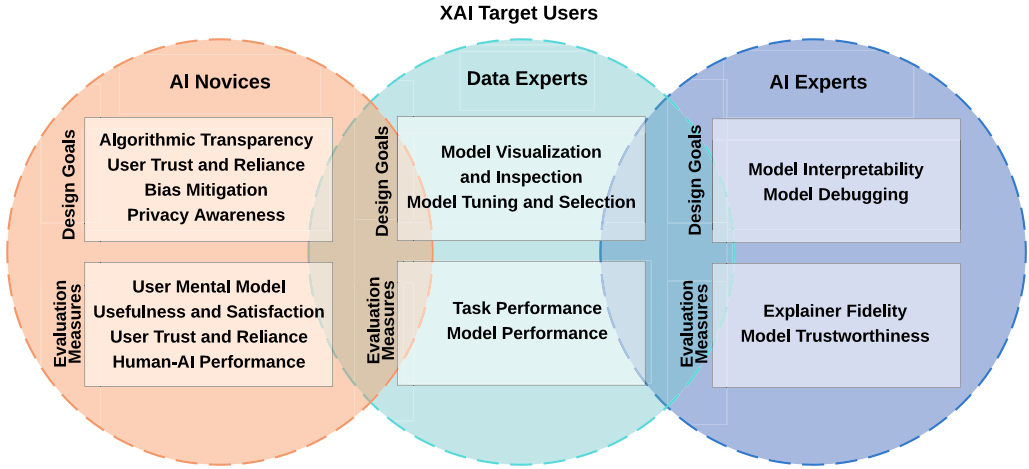 XAI Target Users
AI Novices
Design Goals
Algorithmic Transparency
User Trust and Reliance
Bias Mitigation
Privacy Awareness
Evaluation
Measures
User Mental Model
Usefulness and Satisfaction
User Trust and Reliance
Human-AI Performance
Data Experts
Design Goals
Model Visualization
and Inspection
Model Tuning and Selection
Evaluation
Measures
Task Performance
Model Performance
AI Experts
Design Goals
Model Interpretability
Model Debugging
Evaluation
Measures
Explainer Fidelity
Model Trustworthiness